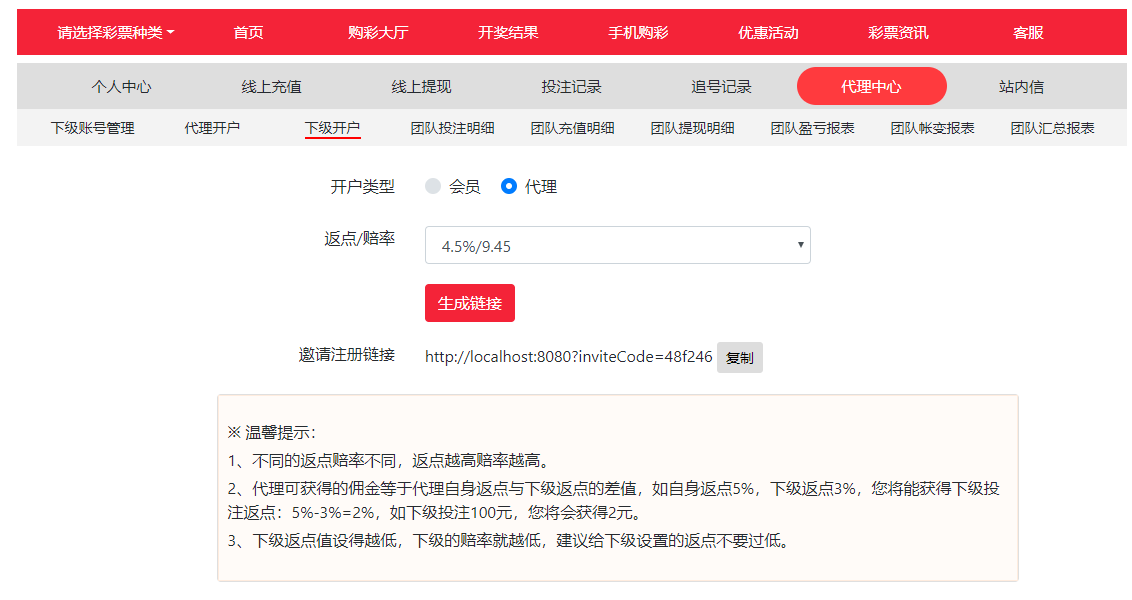 请选择彩票种类 首页 购彩大厅 开奖结果 手机购彩 优惠活动 彩票资讯 客服
个人中心 线上充值 线上提现 投注记录 追号记录 代理中心 站内信
下级账号管理 代理开户 下级开户 团队投注明细 团队充值明细 团队提现明细 团队盈亏报表 团队帐变报表 团队汇总报表
开户类型 会员 代理
返点/赔率 4.5%/9.45
生成链接
邀请注册链接 http://localhost:8080?inviteCode=48f246 复制
※ 温馨提示：
1、不同的返点赔率不同，返点越高赔率越高。
2、代理可获得的佣金等于代理自身返点与下级返点的差值，如自身返点5%，下级返点3%，您将能获得下级投
注返点：5%-3%=2%，如下级投注100元，您将会获得2元。
3、下级返点值设得越低，下级的赔率就越低，建议给下级设置的返点不要过低。